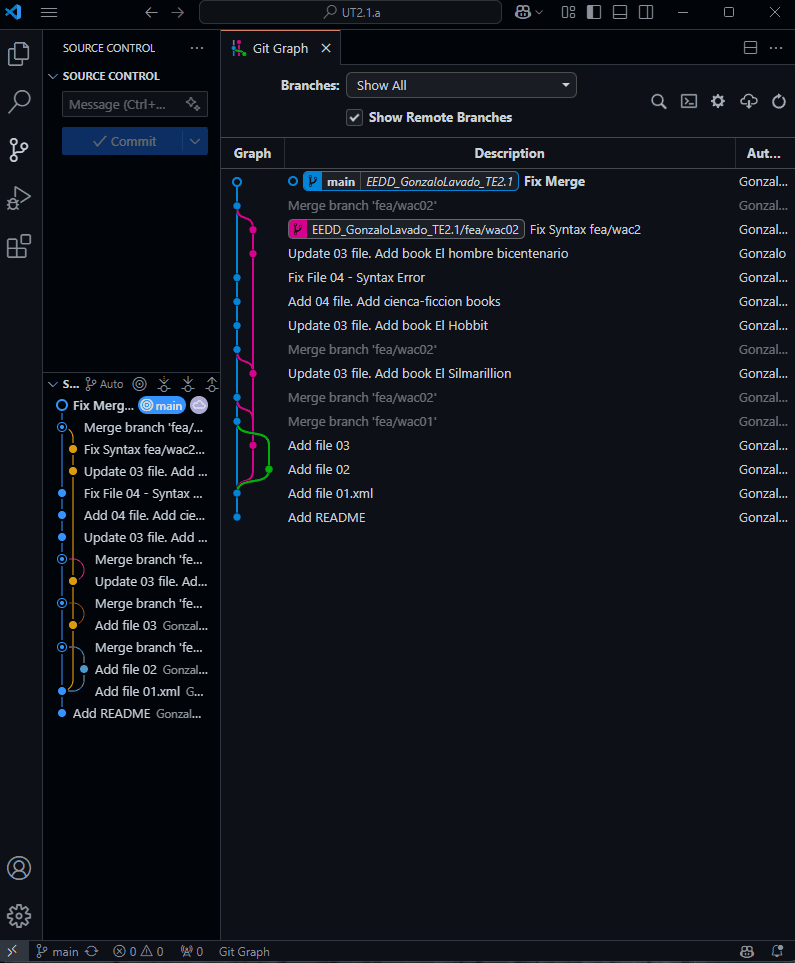 UT2.1.a
SOURCE CONTROL
SOURCE CONTROL
Message (Ctrl+...
Commit
S...
Auto
Fix Merg... main
Merge branch 'fea/...
Fix Syntax fea/wac2...
Update 03 file. Add ...
Fix File 04 - Syntax ...
Add 04 file. Add cie...
Update 03 file. Add ...
Merge branch 'fe...
Update 03 file. Ad...
Merge branch 'fe...
Add file 03 Gonzal...
Merge branch 'fe...
Add file 02 Gonzal...
Add file 01.xml G...
Add README Gonzal...
Git Graph
Branches: Show All
Show Remote Branches
Graph Description Aut...
main EEDD_GonzaloLavado_TE2.1 Fix Merge Gonzal...
Merge branch 'fea/wac02' Gonzal...
EEDD_GonzaloLavado_TE2.1/fea/wac02 Fix Syntax fea/wac2 Gonzal...
Update 03 file. Add book El hombre bicentenario Gonzalo
Fix File 04 - Syntax Error Gonzal...
Add 04 file. Add cienca-ficcion books Gonzal...
Update 03 file. Add book El Hobbit Gonzal...
Merge branch 'fea/wac02' Gonzal...
Update 03 file. Add book El Silmarillion Gonzal...
Merge branch 'fea/wac02' Gonzal...
Merge branch 'fea/wac01' Gonzal...
Add file 03 Gonzal...
Add file 02 Gonzal...
Add file 01.xml Gonzal...
Add README Gonzal...
main 0 0 0 Git Graph